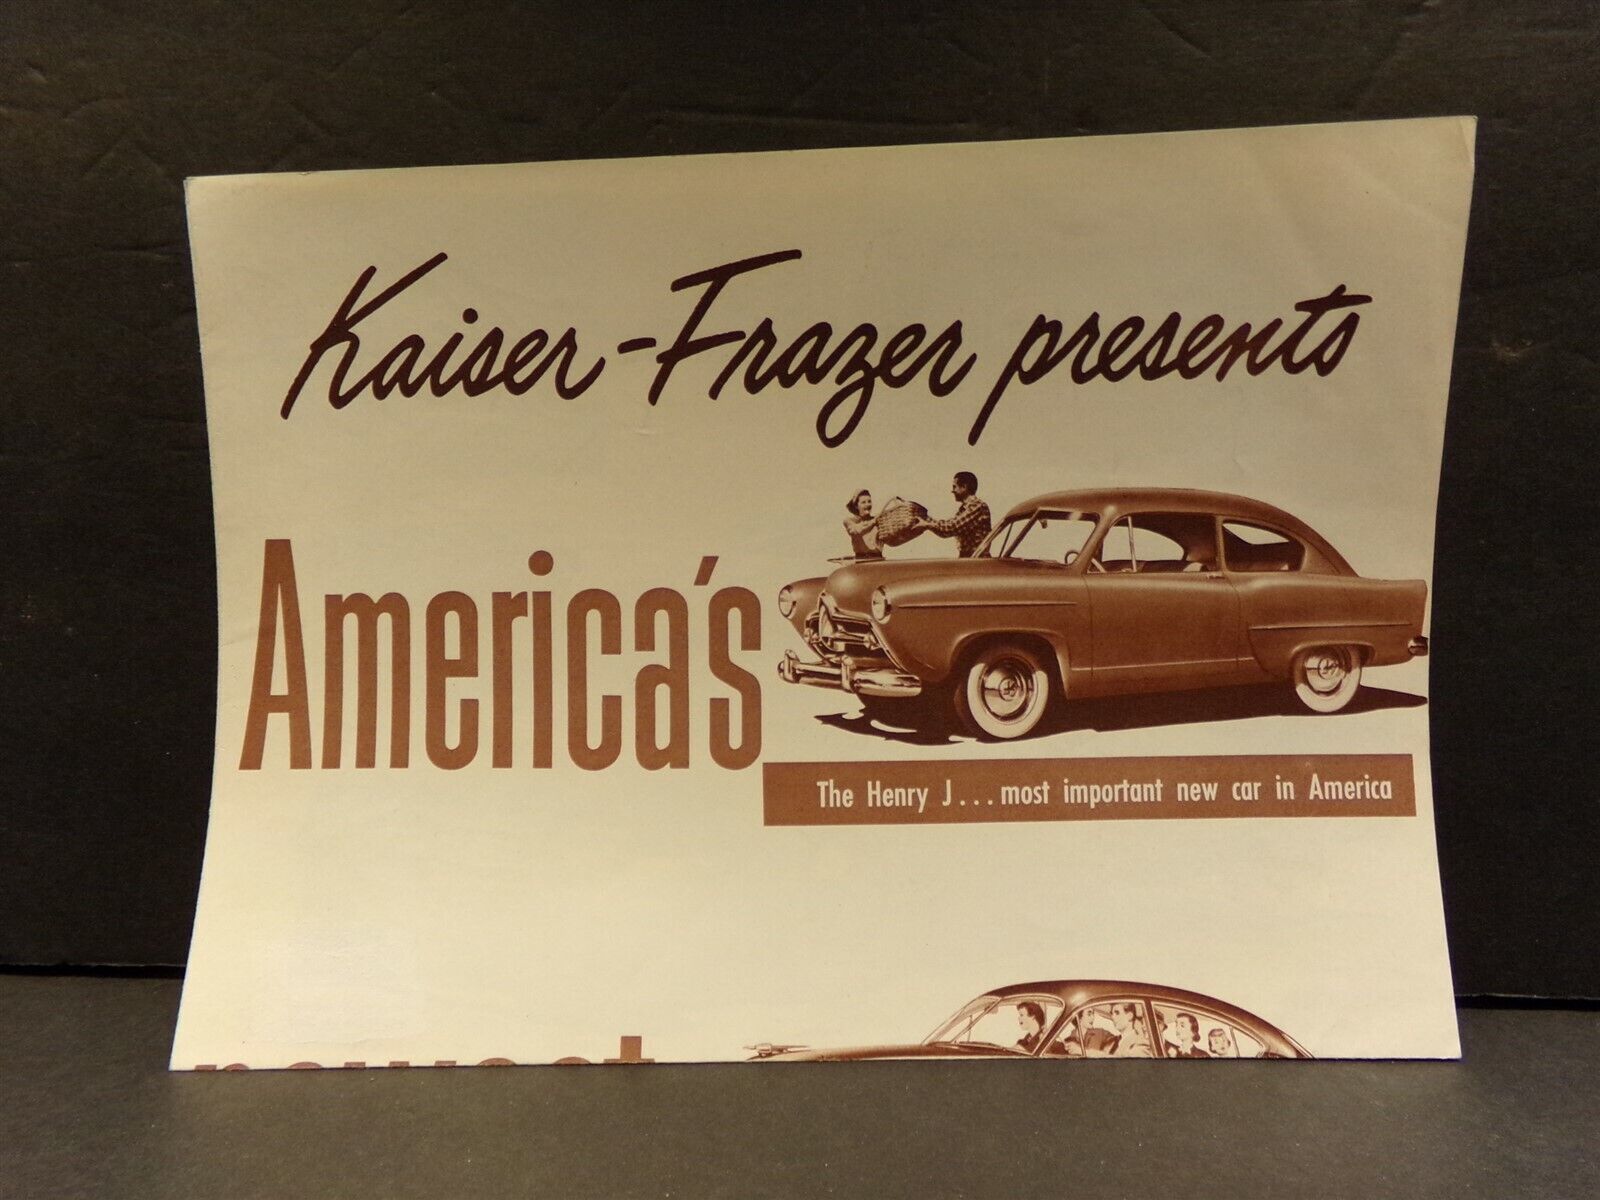 Kaiser-Frazer presents
America's
The Henry J... most important new car in America